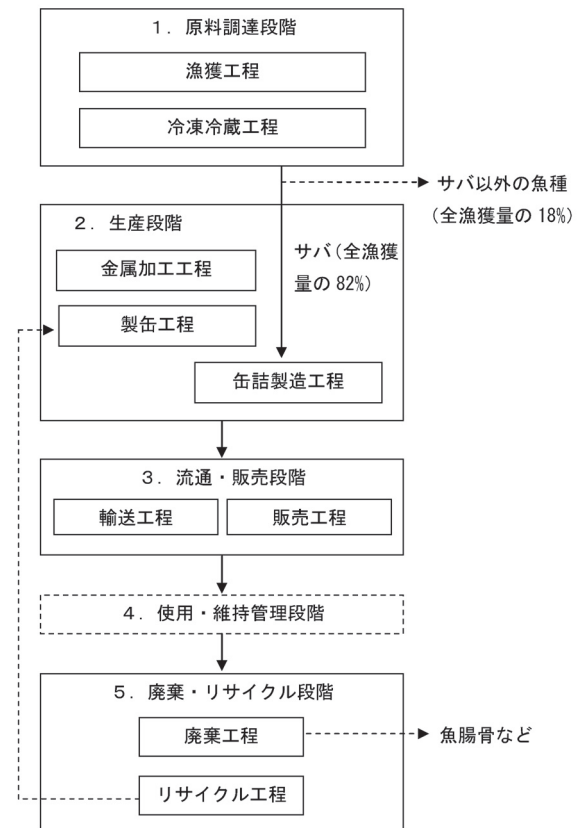 1．原料調達段階
漁獲工程
冷凍冷蔵工程
サバ以外の魚種
(全漁獲量の 18%)
2．生産段階
サバ(全漁獲
量の 82%)
金属加工工程
製缶工程
缶詰製造工程
3．流通・販売段階
輸送工程
販売工程
4．使用・維持管理段階
5．廃棄・リサイクル段階
廃棄工程
魚腸骨など
リサイクル工程